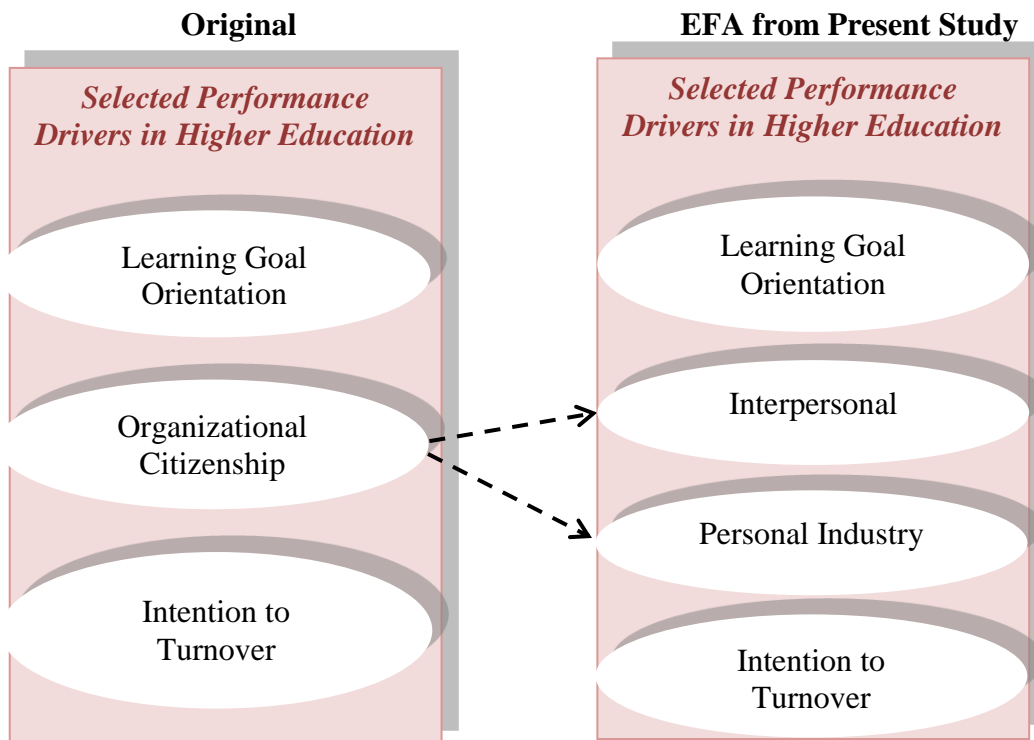 Original
Selected Performance
Drivers in Higher Education
Learning Goal
Orientation
Organizational
Citizenship
Intention to
Turnover
EFA from Present Study
Selected Performance
Drivers in Higher Education
Learning Goal
Orientation
Interpersonal
Personal Industry
Intention to
Turnover